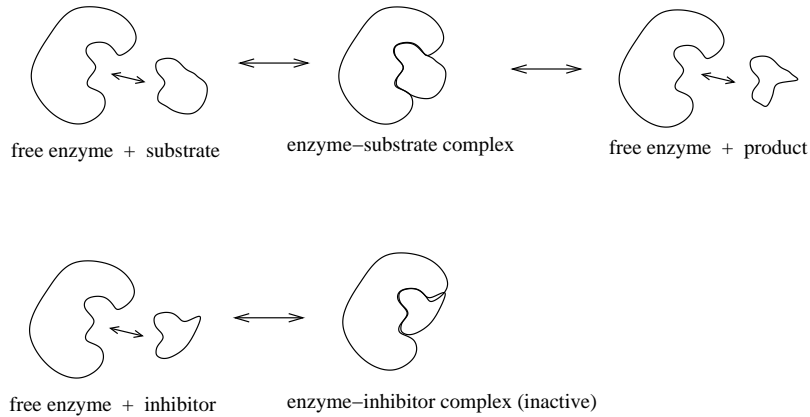 free enzyme + substrate
enzyme−substrate complex
free enzyme + product
free enzyme + inhibitor
enzyme−inhibitor complex (inactive)